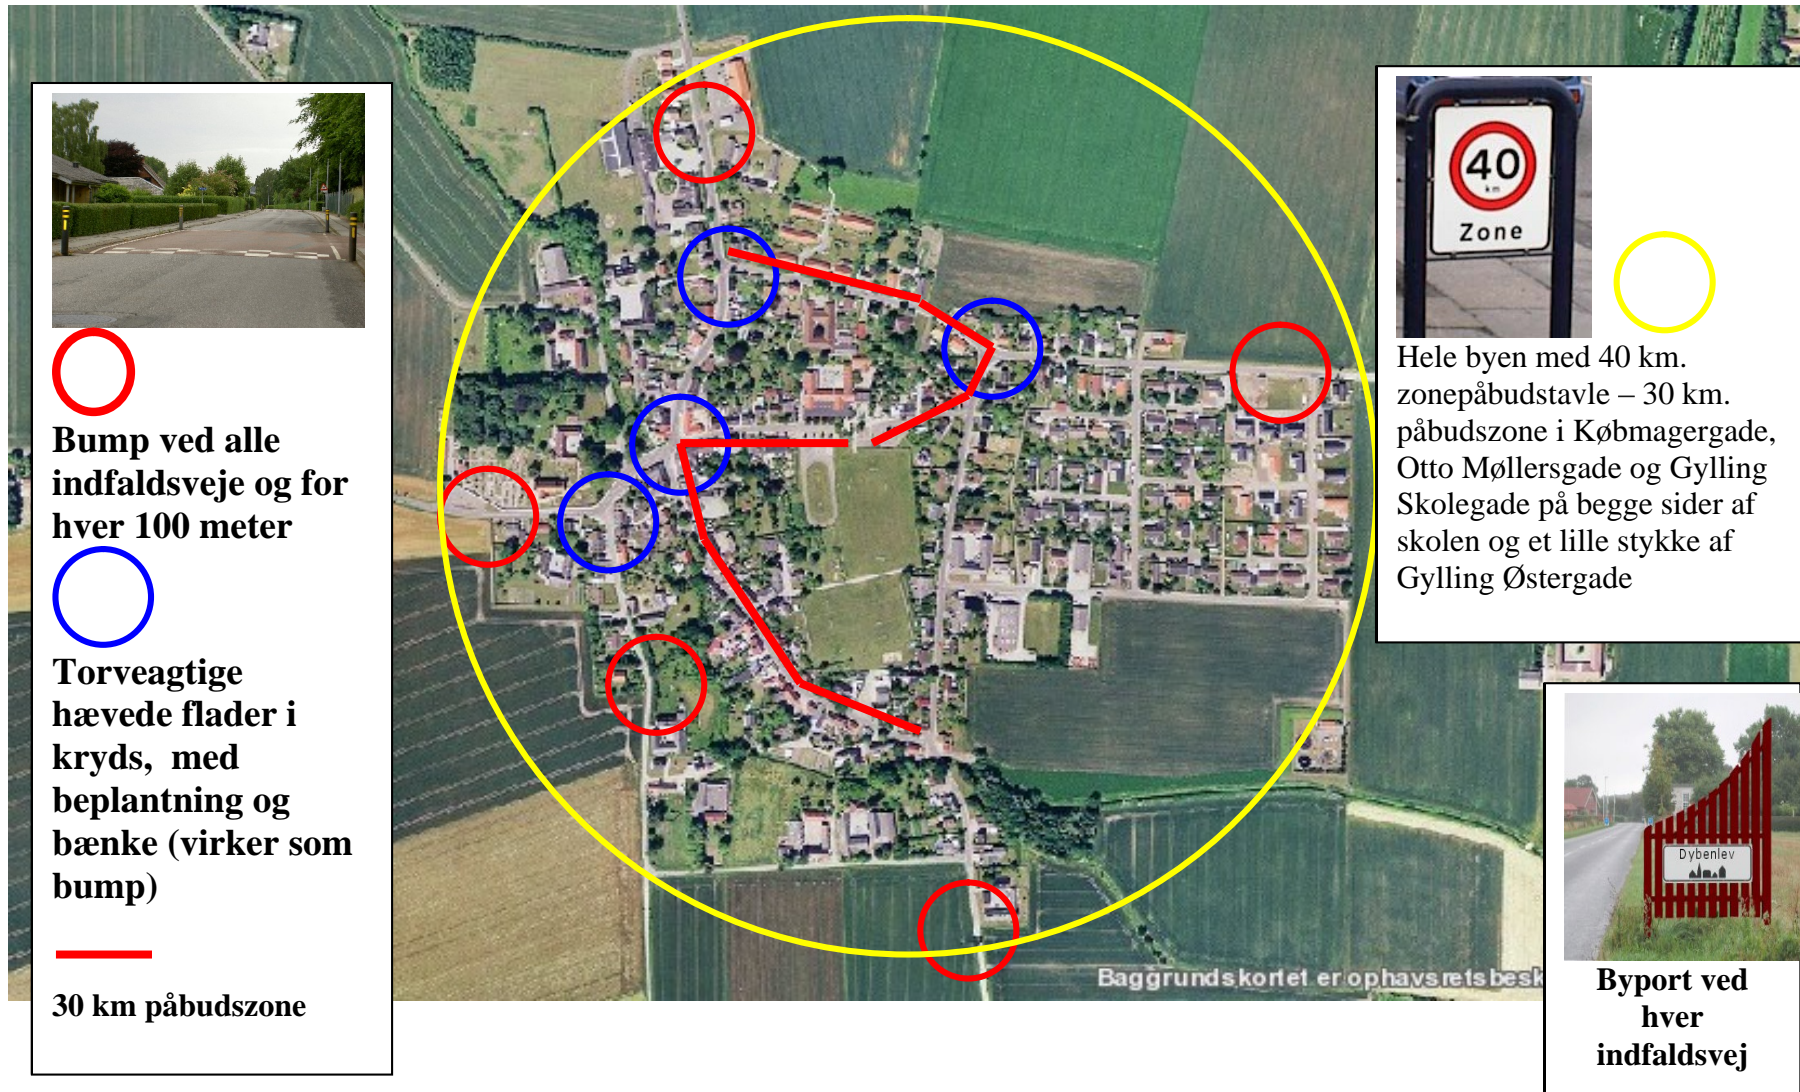 Bump ved alle
indfaldsveje og for
hver 100 meter
Torveagtige
hævede flader i
kryds, med
beplantning og
bænke (virker som
bump)
30 km påbudszone
40
km
Zone
Hele byen med 40 km.
zonepåbudstavle – 30 km.
påbudszone i Købmagergade,
Otto Møllersgade og Gylling
Skolegade på begge sider af
skolen og et lille stykke af
Gylling Østergade
Dybenlev
Byport ved
hver
indfaldsvej
Baggrundskortet er ophavsretsbesk